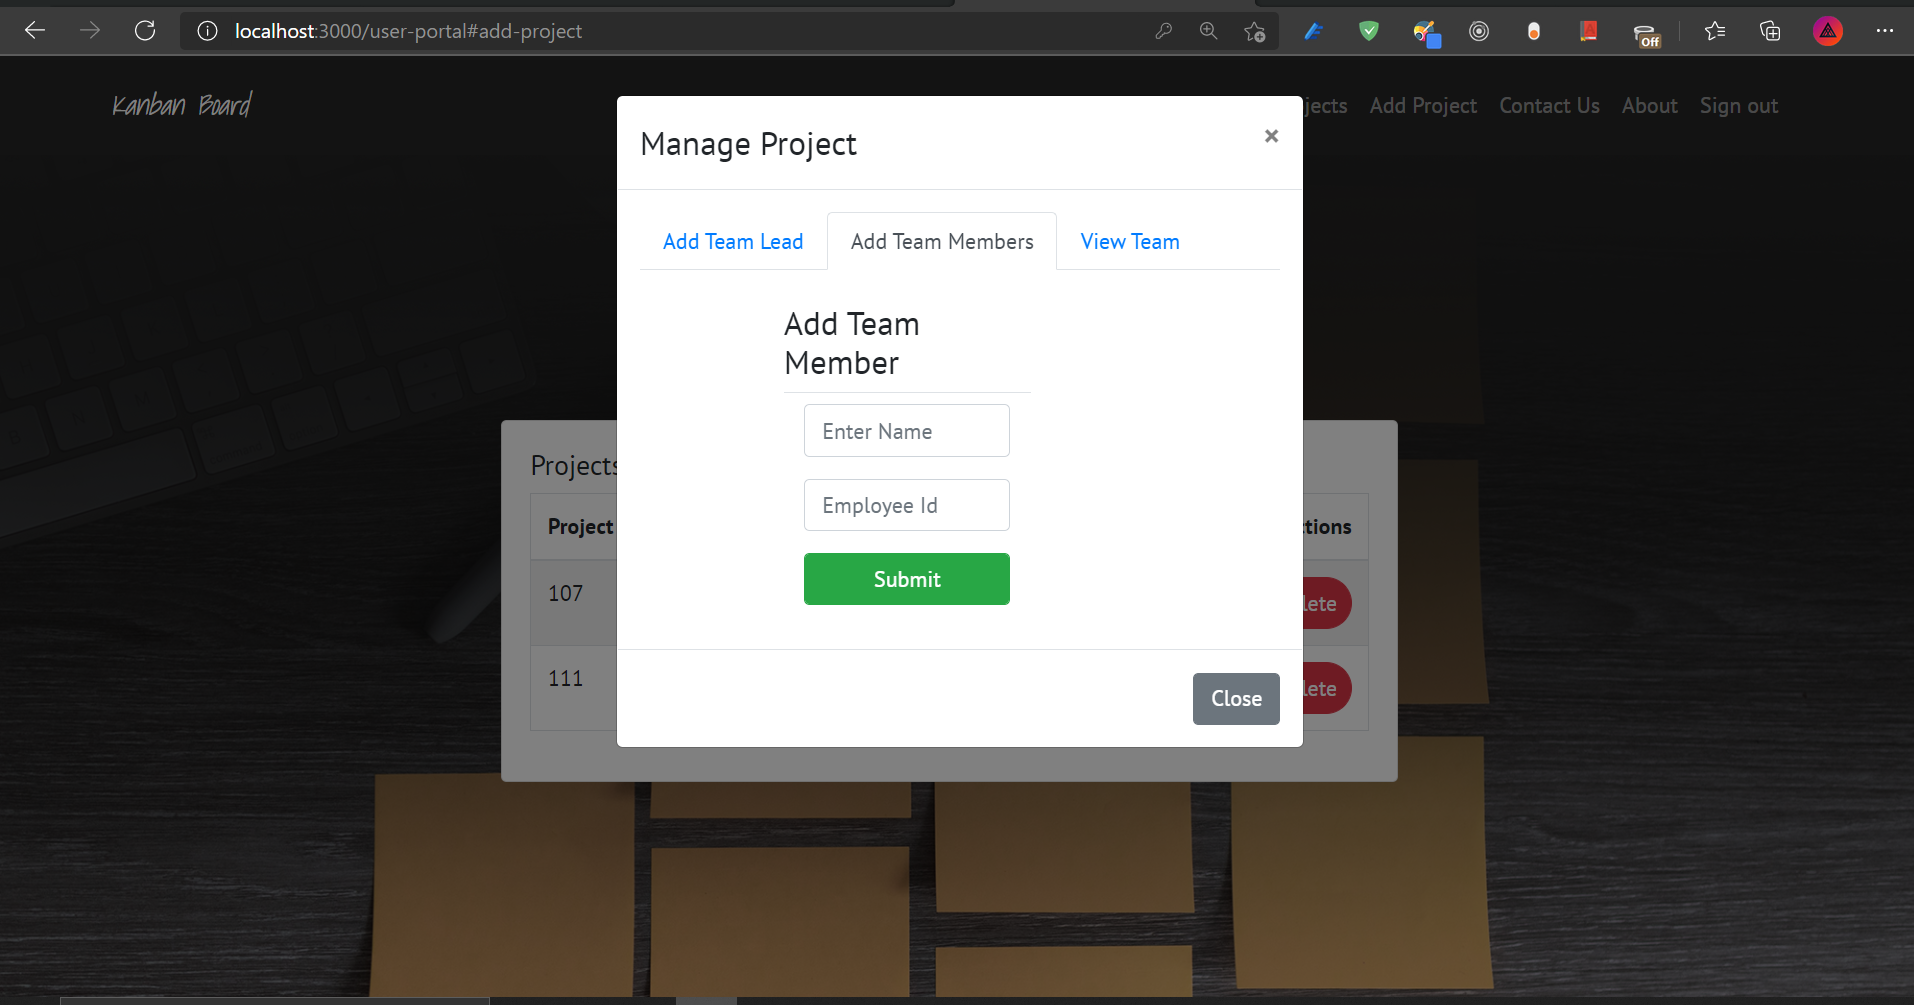 localhost:3000/user-portal#add-project
Off
Kanban Board
jects Add Project Contact Us About Sign out
Manage Project
×
Add Team Lead Add Team Members View Team
Add Team
Member
Enter Name
Employee Id
Submit
Close
Projects
Project tions
107 lete
111 lete